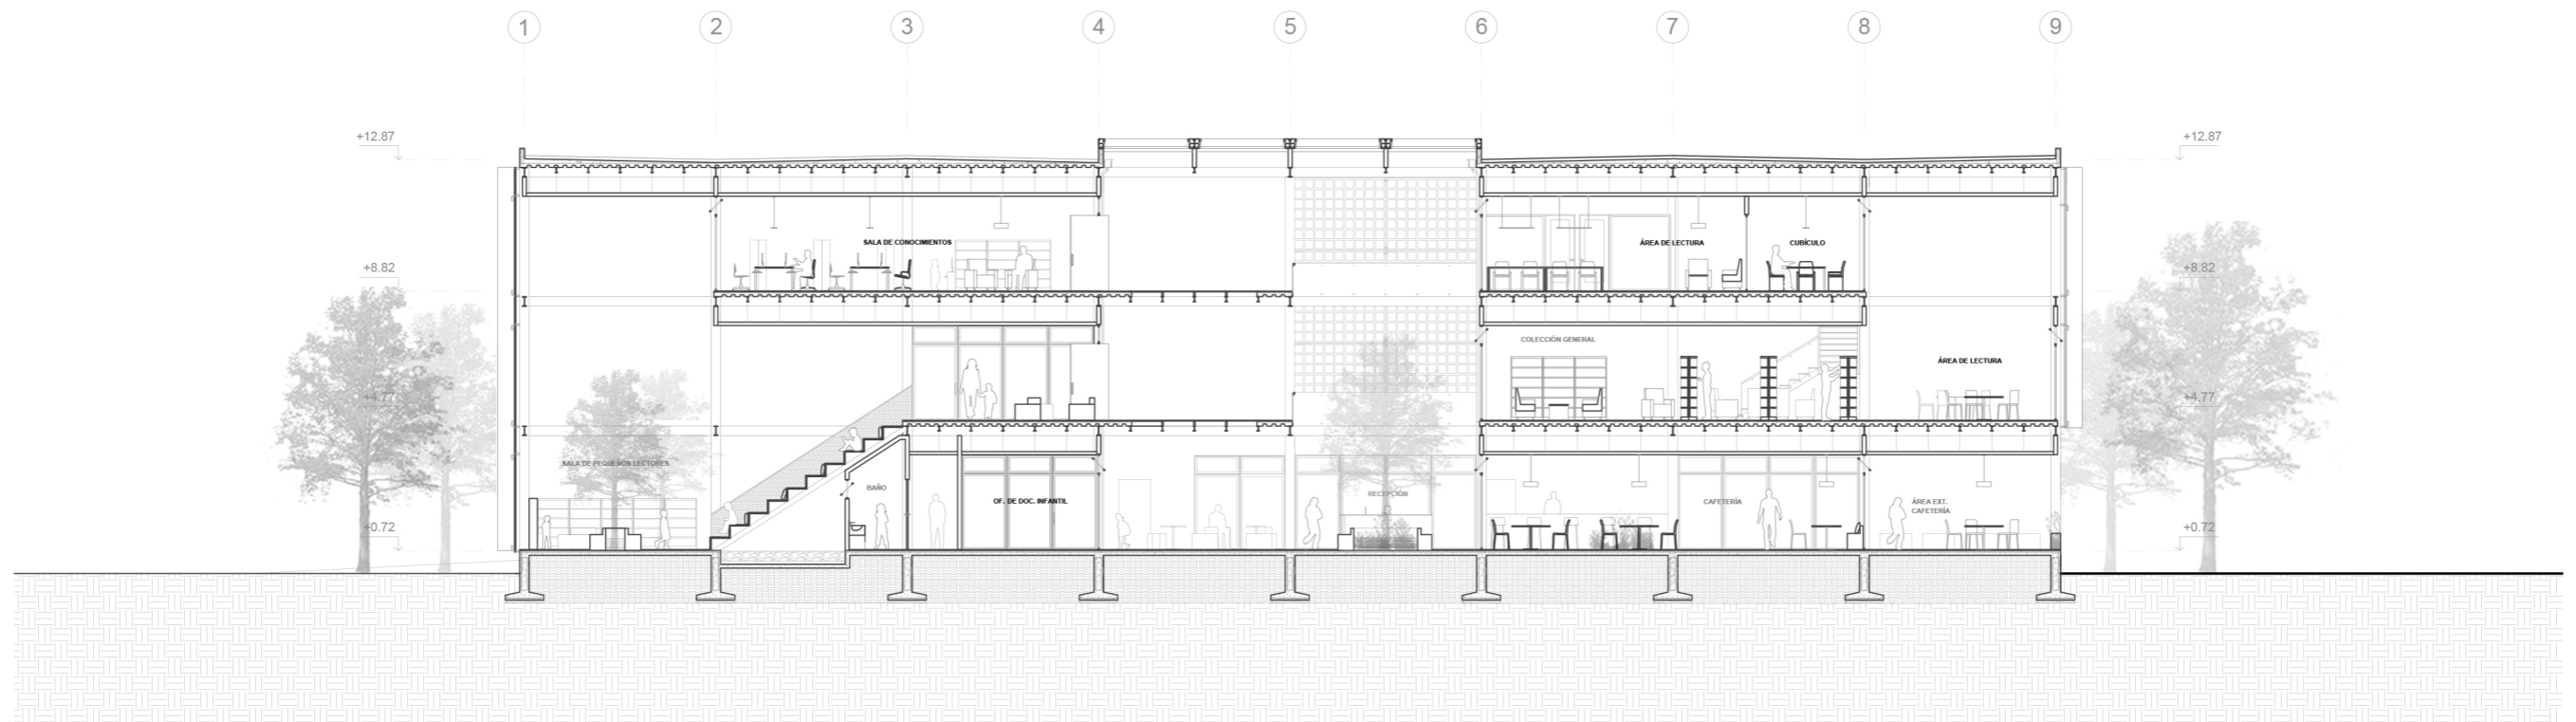 1 2 3 4 5 6 7 8 9
+12.87 +12.87
SALA DE CONOCIMIENTOS ÁREA DE LECTURA CUBÍCULO
+8.82 +8.82
COLECCIÓN GENERAL
ÁREA DE LECTURA
+4.77 +4.77
SALA DE PEQUEÑOS LECTORES
BAÑO RECEPCIÓN
OF. DE DOC. INFANTIL CAFETERÍA ÁREA EXT.
CAFETERÍA
+0.72 +0.72